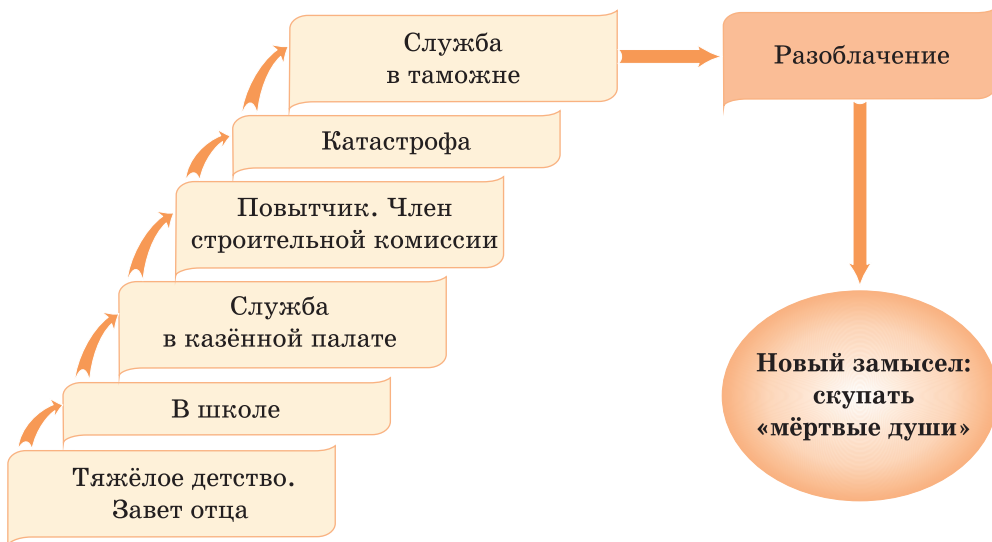 Служба
в таможне
Разоблачение
Катастрофа
Повытчик. Член
строительной комиссии
Служба
в казённой палате
В школе
Тяжёлое детство.
Завет отца
Новый замысел:
скупать
«мёртвые души»